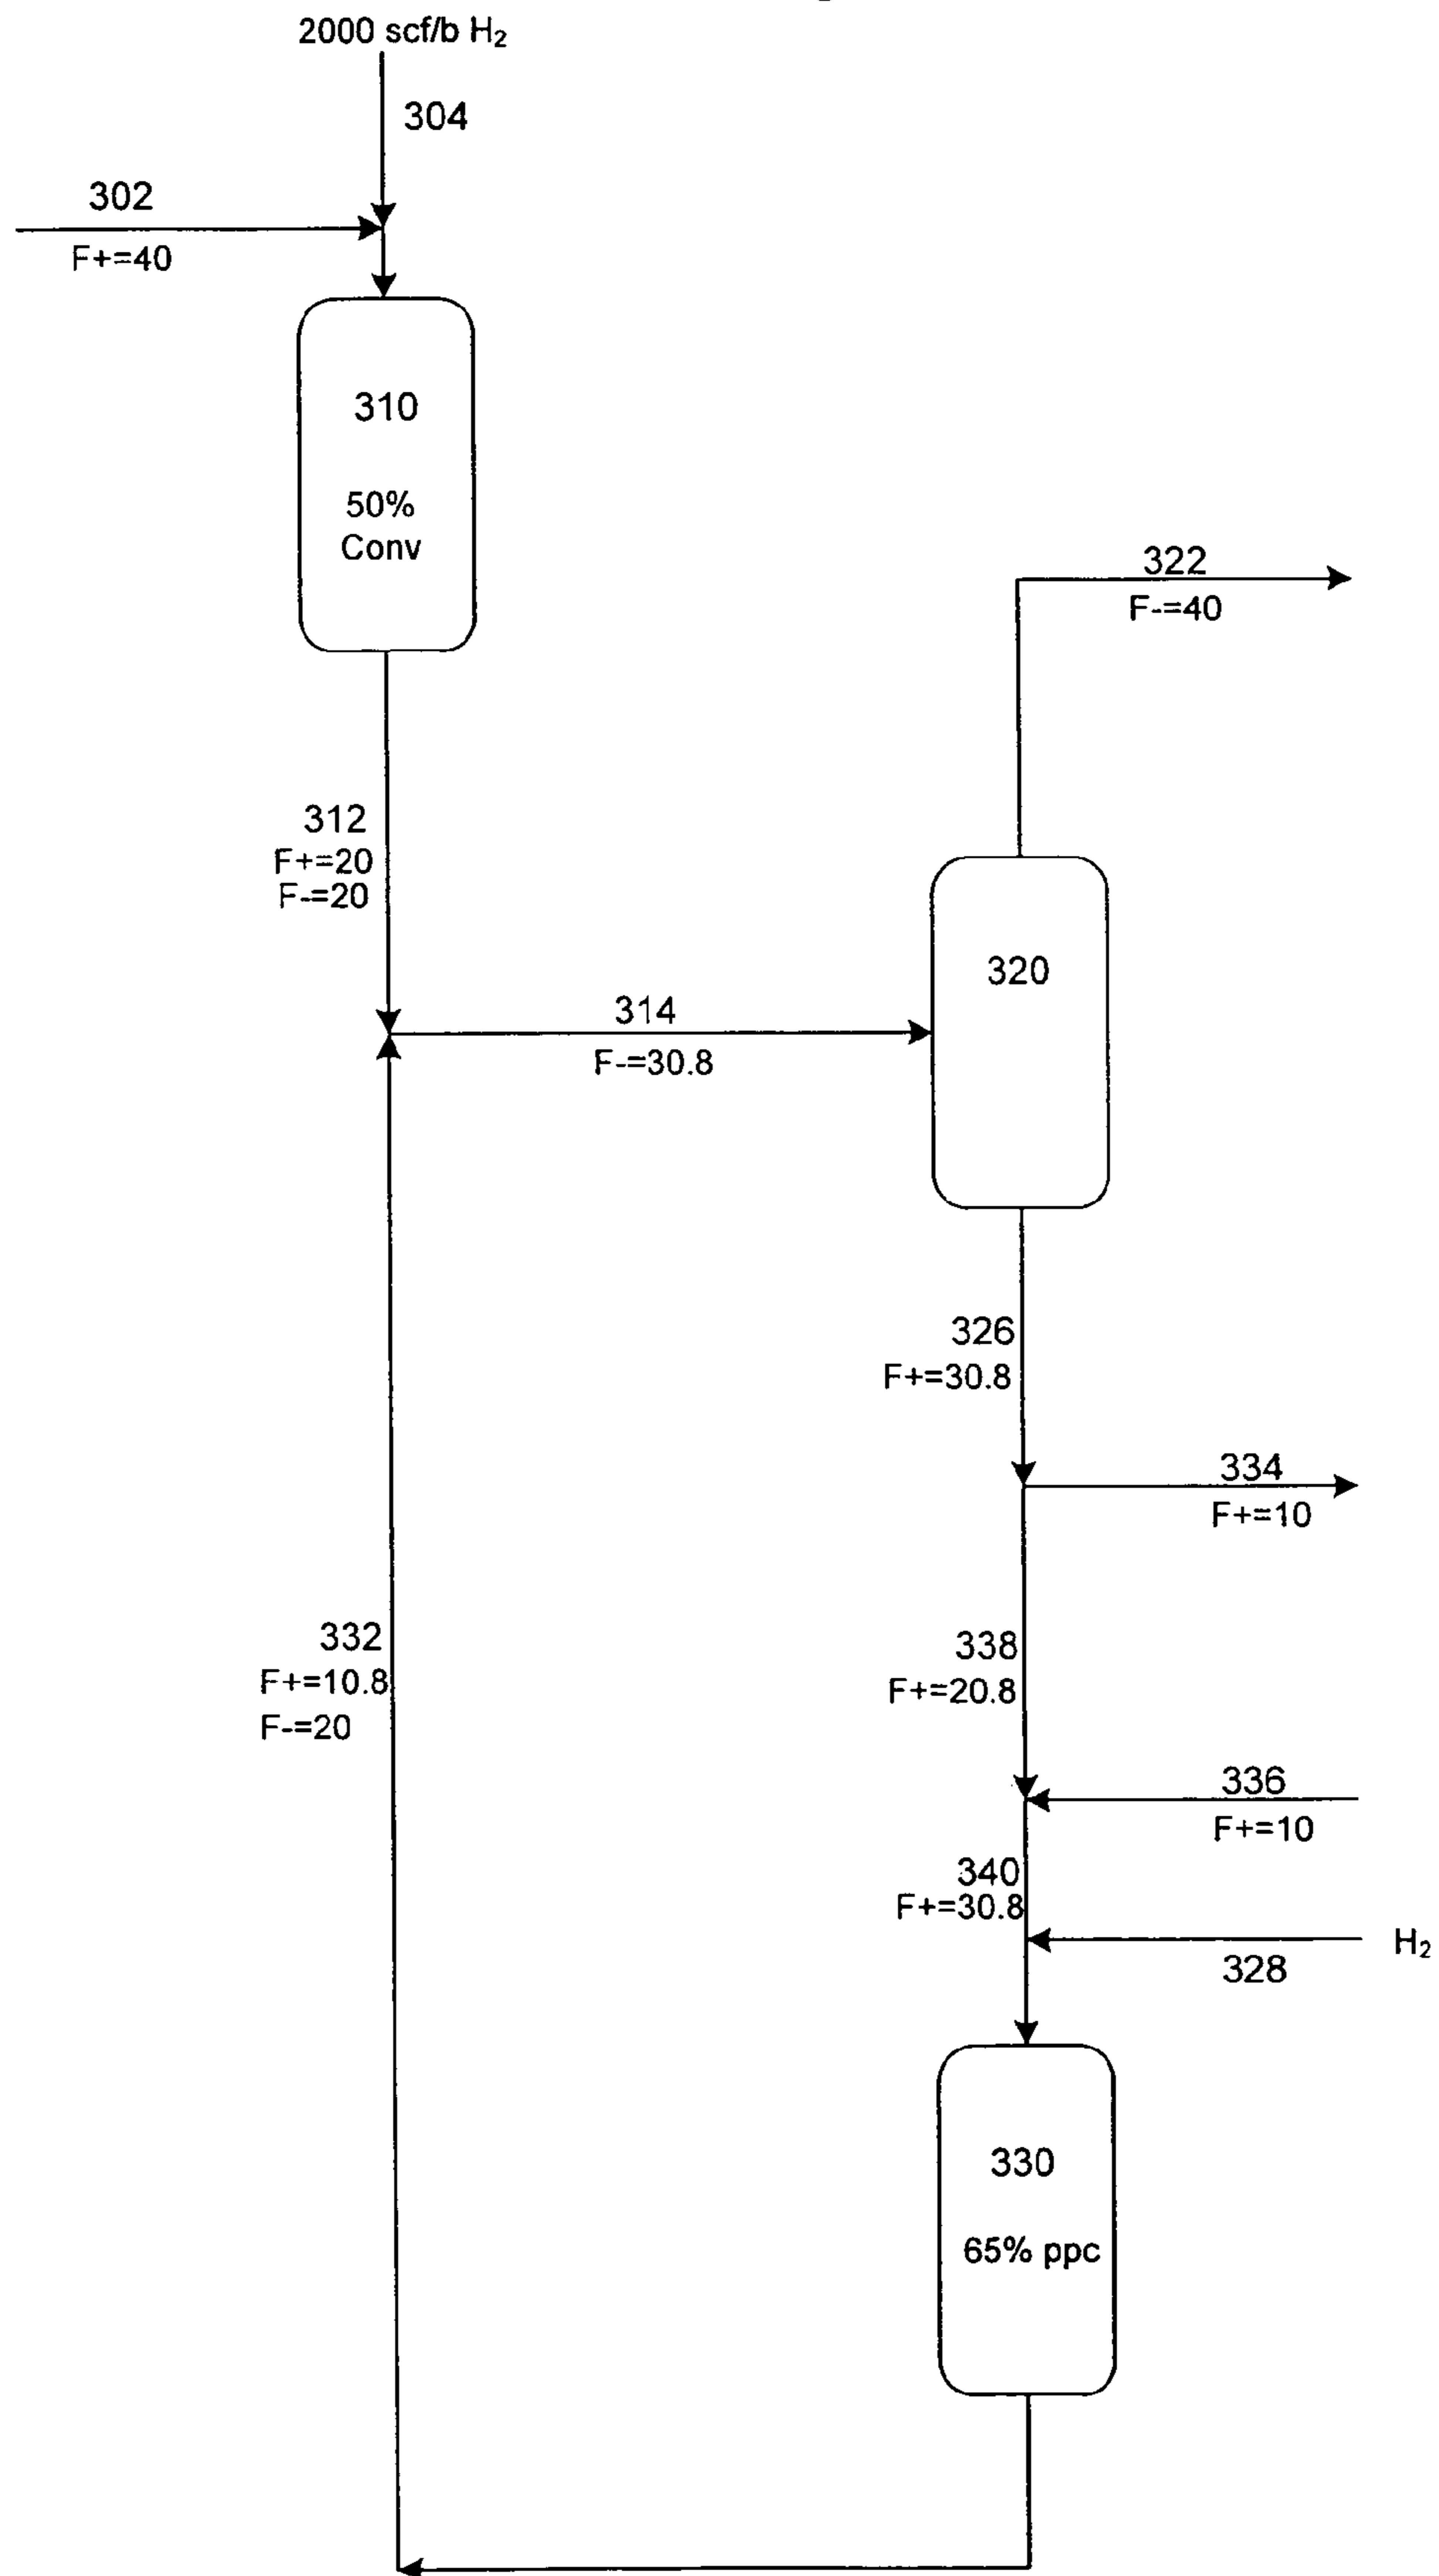 2000 scf/b H₂
304
302
F+=40
310
50%
Conv
322
F-=40
312
F+=20
F-=20
320
314
F-=30.8
326
F+=30.8
334
F+=10
332
F+=10.8
F-=20
338
F+=20.8
336
F+=10
340
F+=30.8
H₂
328
330
65% ppc